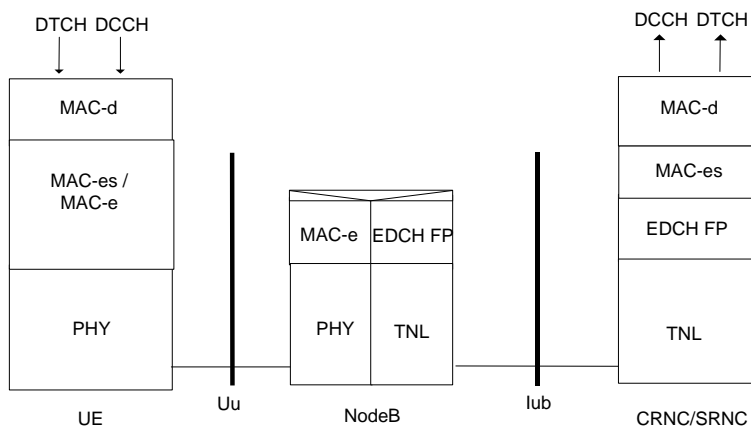 DTCH DCCH
MAC-d
MAC-es /
MAC-e
PHY
UE
Uu
MAC-e EDCH FP
PHY TNL
NodeB
Iub
DCCH DTCH
MAC-d
MAC-es
EDCH FP
TNL
CRNC/SRNC